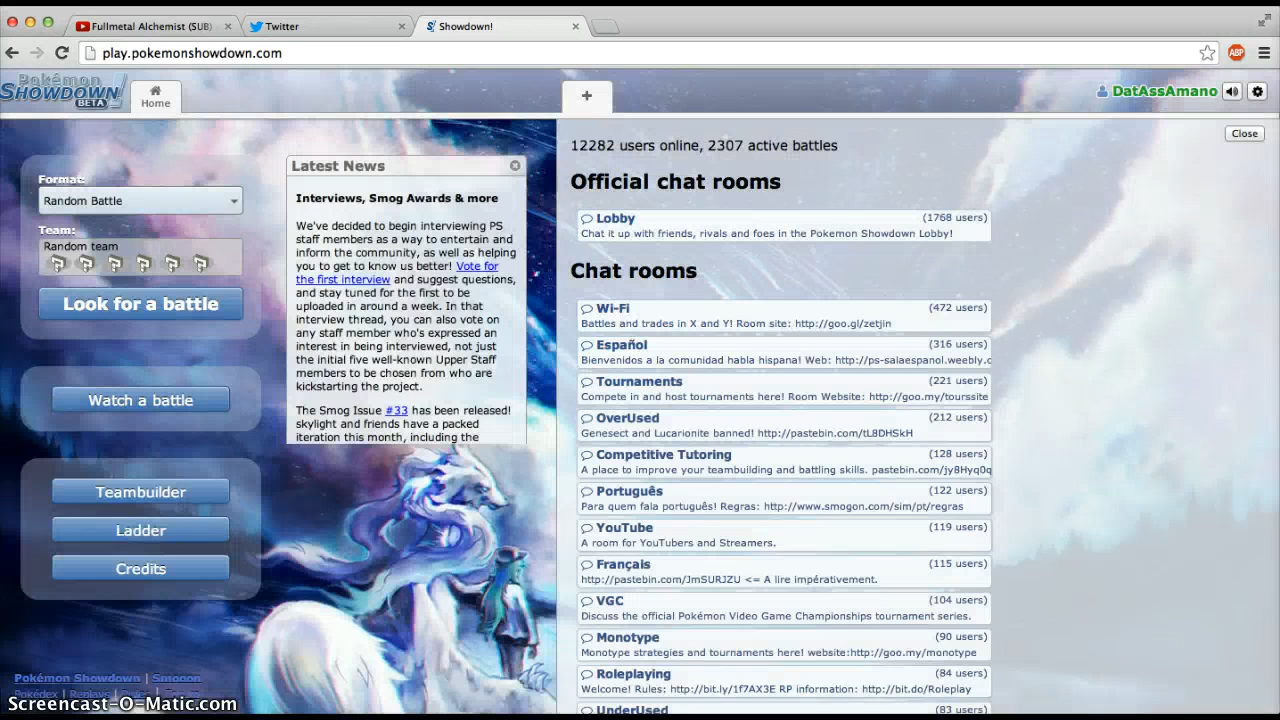 Fullmetal Alchemist (SUB)
Twitter
Showdown!
play.pokemonshowdown.com
ABP
Pokémon
SHOWDOWN!
BETA
Home
+
DatAssAmano
Close
Format:
Random Battle
Team:
Random team
Look for a battle
Watch a battle
Teambuilder
Ladder
Credits
Latest News
Interviews, Smog Awards & more
We've decided to begin interviewing PS
staff members as a way to entertain and
inform the community, as well as helping
you to get to know us better! Vote for
the first interview and suggest questions,
and stay tuned for the first to be
uploaded in around a week. In that
interview thread, you can also vote on
any staff member who's expressed an
interest in being interviewed, not just
the initial five well-known Upper Staff
members to be chosen from who are
kickstarting the project.
The Smog Issue #33 has been released!
skylight and friends have a packed
iteration this month, including the
12282 users online, 2307 active battles
Official chat rooms
Lobby (1768 users)
Chat it up with friends, rivals and foes in the Pokemon Showdown Lobby!
Chat rooms
Wi-Fi (472 users)
Battles and trades in X and Y! Room site: http://goo.gl/zetjin
Español (316 users)
Bienvenidos a la comunidad habla hispana! Web: http://ps-salaespanol.weebly.c
Tournaments (221 users)
Compete in and host tournaments here! Room Website: http://goo.my/tourssite
OverUsed (212 users)
Genesect and Lucarionite banned! http://pastebin.com/tL8DHSkH
Competitive Tutoring (128 users)
A place to improve your teambuilding and battling skills. pastebin.com/jy8Hyq0q
Português (122 users)
Para quem fala português! Regras: http://www.smogon.com/sim/pt/regras
YouTube (119 users)
A room for YouTubers and Streamers.
Français (115 users)
http://pastebin.com/JmSURJZU <= A lire impérativement.
VGC (104 users)
Discuss the official Pokémon Video Game Championships tournament series.
Monotype (90 users)
Monotype strategies and tournaments here! website:http://goo.my/monotype
Roleplaying (84 users)
Welcome! Rules: http://bit.ly/1f7AX3E RP information: http://bit.do/Roleplay
UnderUsed (83 users)
Pokémon Showdown | Smogon
Pokédex | Replays
Screencast-O-Matic.com